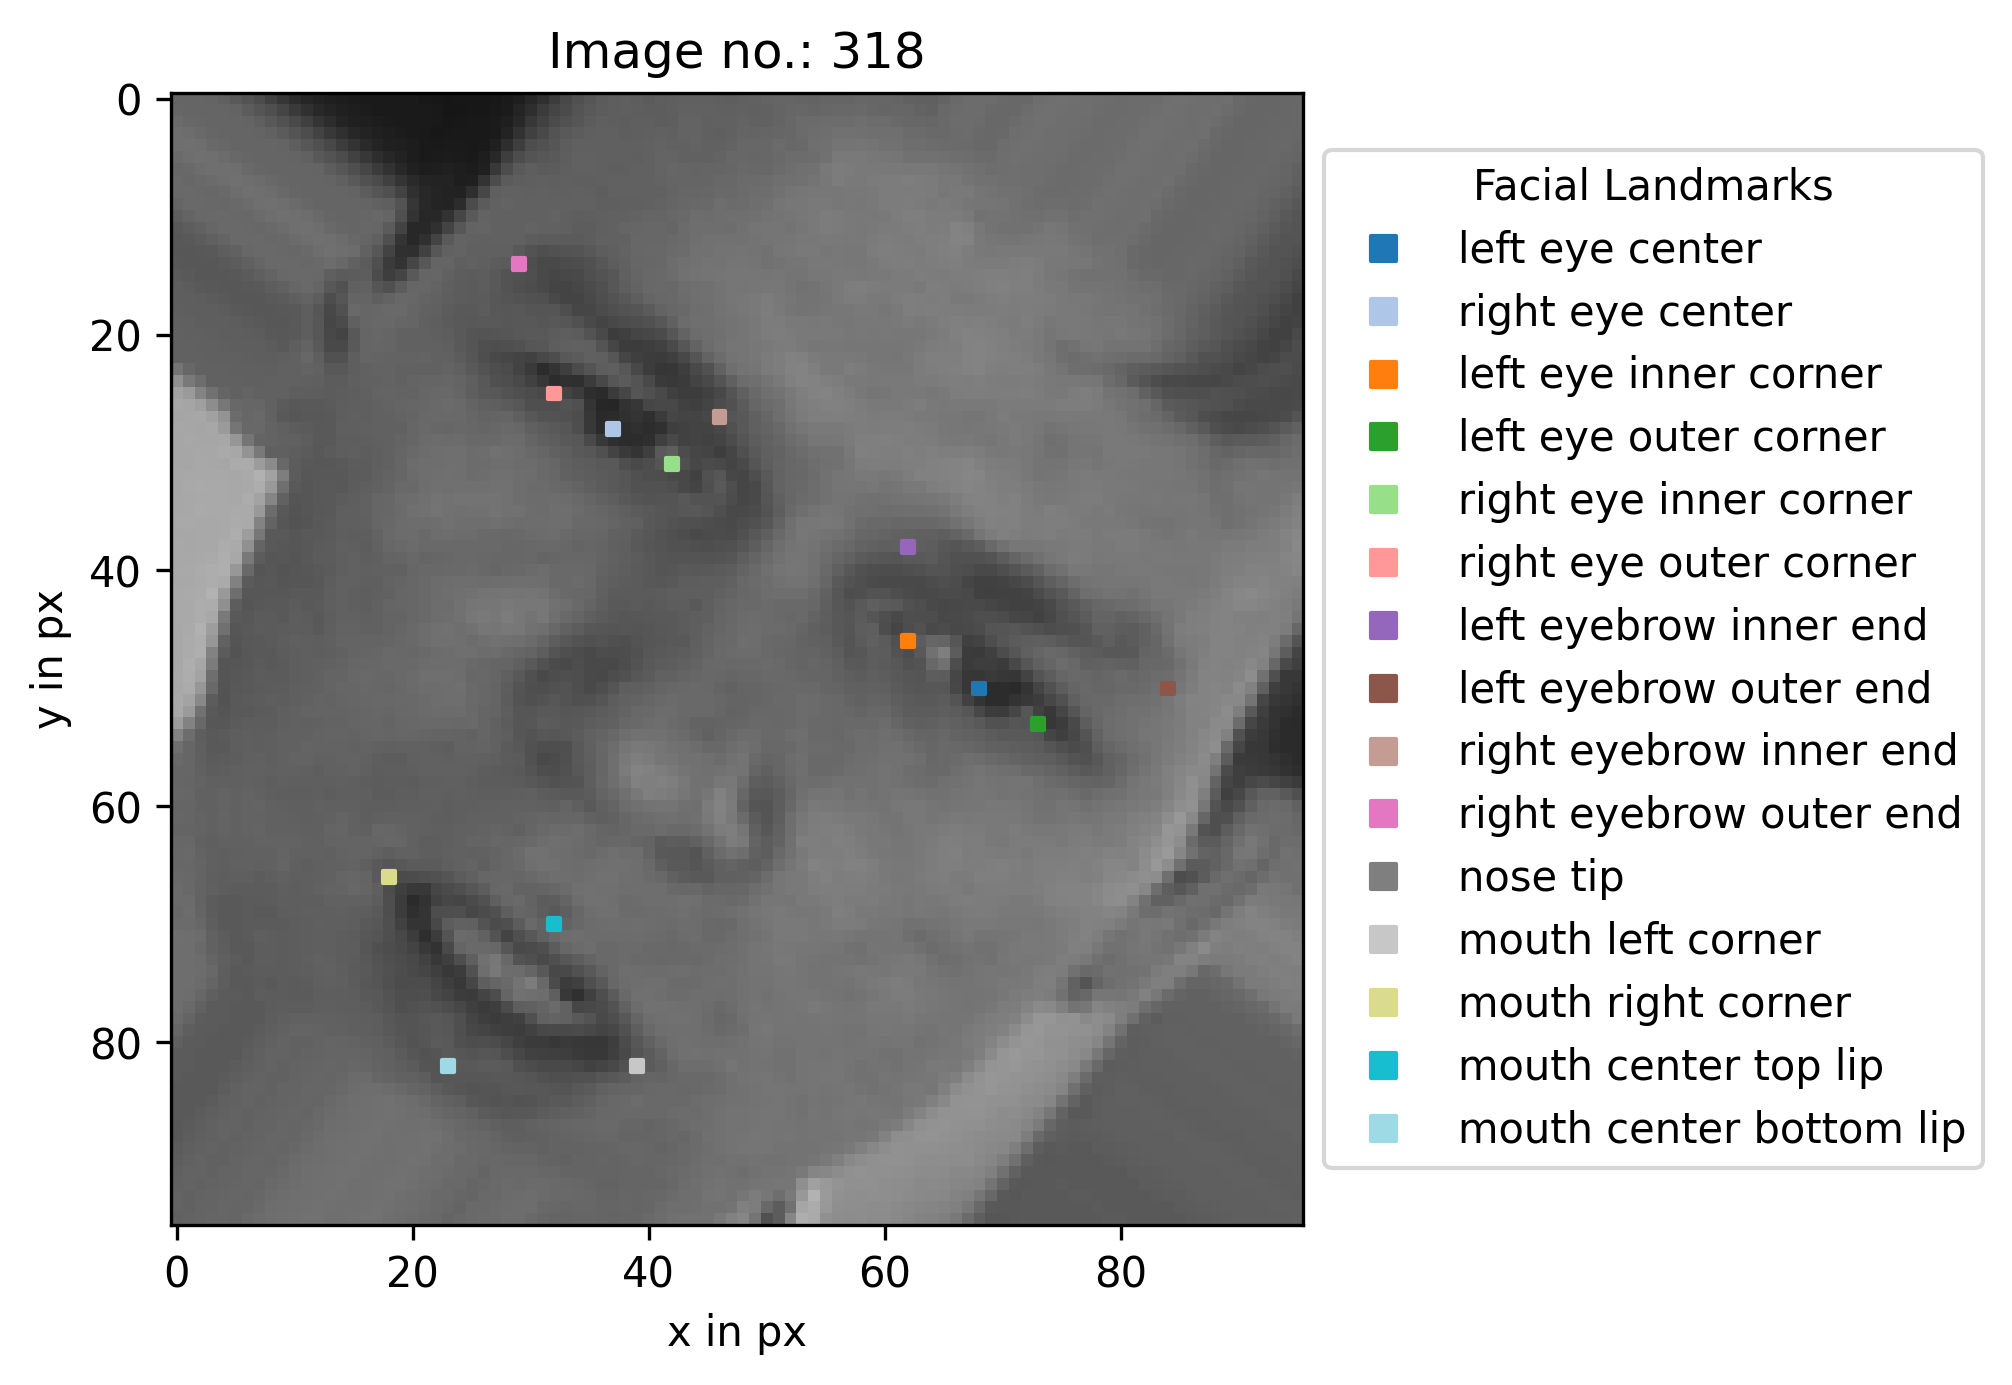 Image no.: 318
0
20
40
60
80
y in px
0 20 40 60 80
x in px
Facial Landmarks
left eye center
right eye center
left eye inner corner
left eye outer corner
right eye inner corner
right eye outer corner
left eyebrow inner end
left eyebrow outer end
right eyebrow inner end
right eyebrow outer end
nose tip
mouth left corner
mouth right corner
mouth center top lip
mouth center bottom lip